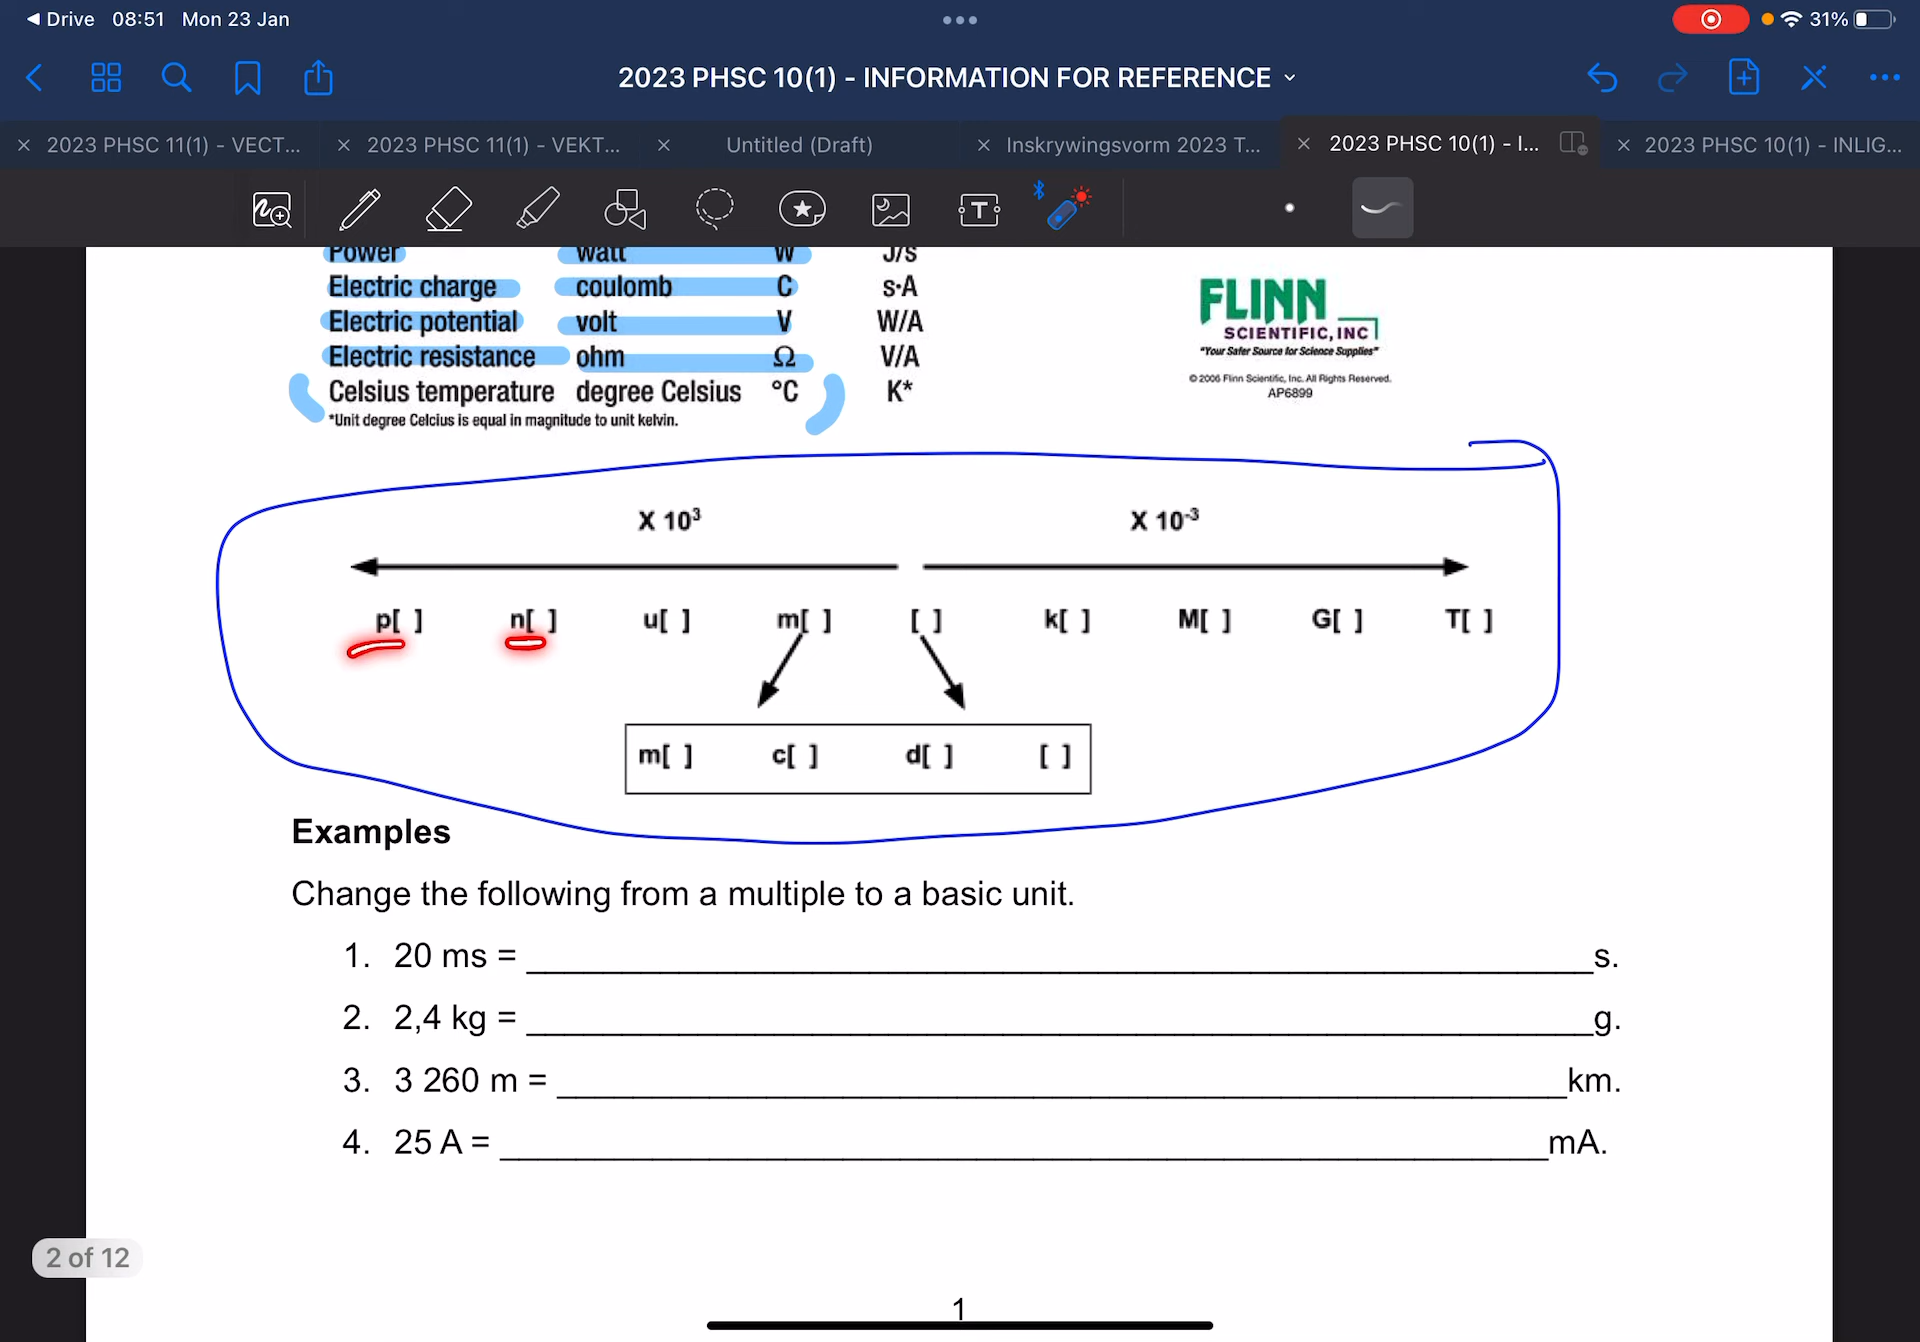 Drive 08:51 Mon 23 Jan
31%
2023 PHSC 10(1) - INFORMATION FOR REFERENCE
2023 PHSC 11(1) - VECT...
2023 PHSC 11(1) - VEKT...
Untitled (Draft)
Inskrywingsvorm 2023 T...
2023 PHSC 10(1) - I...
2023 PHSC 10(1) - INLIG...
Power watt W J/s
Electric charge coulomb C s·A
Electric potential volt V W/A
Electric resistance ohm Ω V/A
Celsius temperature degree Celsius °C K*
*Unit degree Celcius is equal in magnitude to unit kelvin.
FLINN
SCIENTIFIC, INC
"Your Safer Source for Science Supplies"
© 2006 Flinn Scientific, Inc. All Rights Reserved.
AP6899
X 10³ X 10⁻³
p[ ] n[ ] u[ ] m[ ] [ ] k[ ] M[ ] G[ ] T[ ]
m[ ] c[ ] d[ ] [ ]
Examples
Change the following from a multiple to a basic unit.
1. 20 ms = s.
2. 2,4 kg = g.
3. 3 260 m = km.
4. 25 A = mA.
2 of 12
1